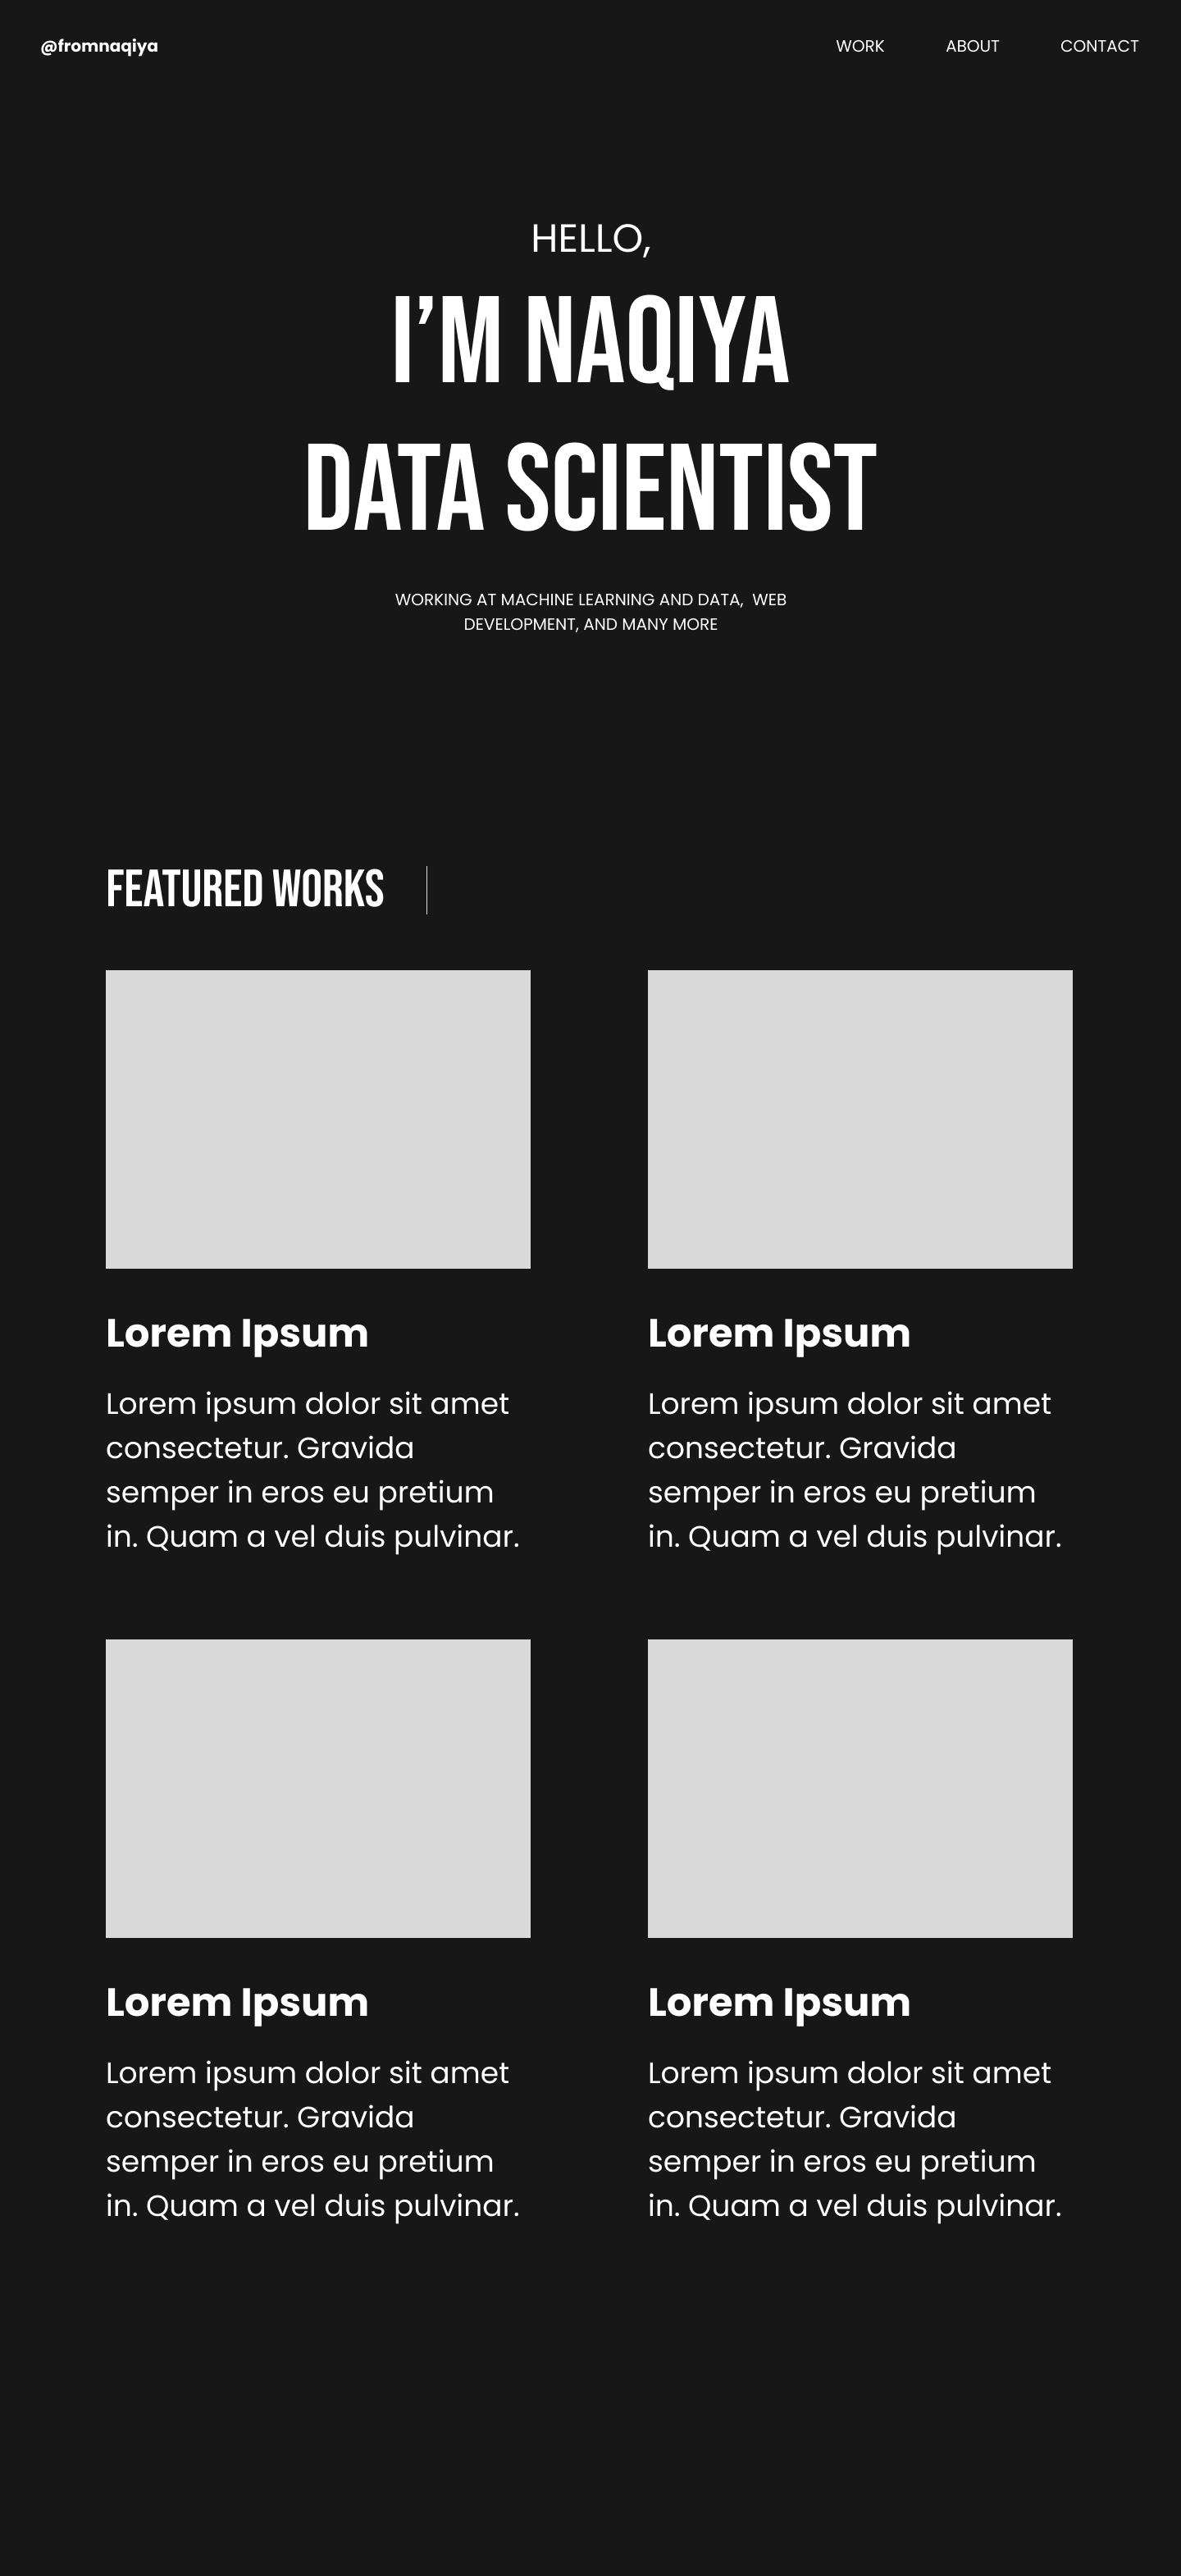 @fromnaqiya
WORK ABOUT CONTACT
HELLO,
I’M NAQIYA
DATA SCIENTIST
WORKING AT MACHINE LEARNING AND DATA,  WEB
DEVELOPMENT, AND MANY MORE
FEATURED WORKS
Lorem Ipsum
Lorem ipsum dolor sit amet
consectetur. Gravida
semper in eros eu pretium
in. Quam a vel duis pulvinar.
Lorem Ipsum
Lorem ipsum dolor sit amet
consectetur. Gravida
semper in eros eu pretium
in. Quam a vel duis pulvinar.
Lorem Ipsum
Lorem ipsum dolor sit amet
consectetur. Gravida
semper in eros eu pretium
in. Quam a vel duis pulvinar.
Lorem Ipsum
Lorem ipsum dolor sit amet
consectetur. Gravida
semper in eros eu pretium
in. Quam a vel duis pulvinar.